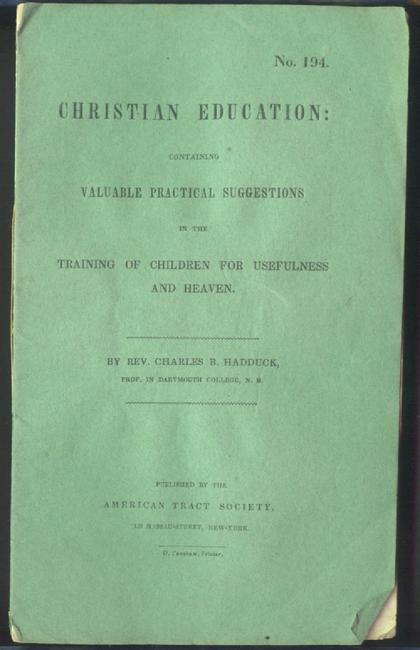 No. 194.
CHRISTIAN EDUCATION:
CONTAINING
VALUABLE PRACTICAL SUGGESTIONS
IN THE
TRAINING OF CHILDREN FOR USEFULNESS
AND HEAVEN.
BY REV. CHARLES B. HADDUCK,
PROF. IN DARTMOUTH COLLEGE, N. H.
PUBLISHED BY THE
AMERICAN TRACT SOCIETY,
NASSAU-STREET, NEW-YORK.
D. Fanshaw, Printer.